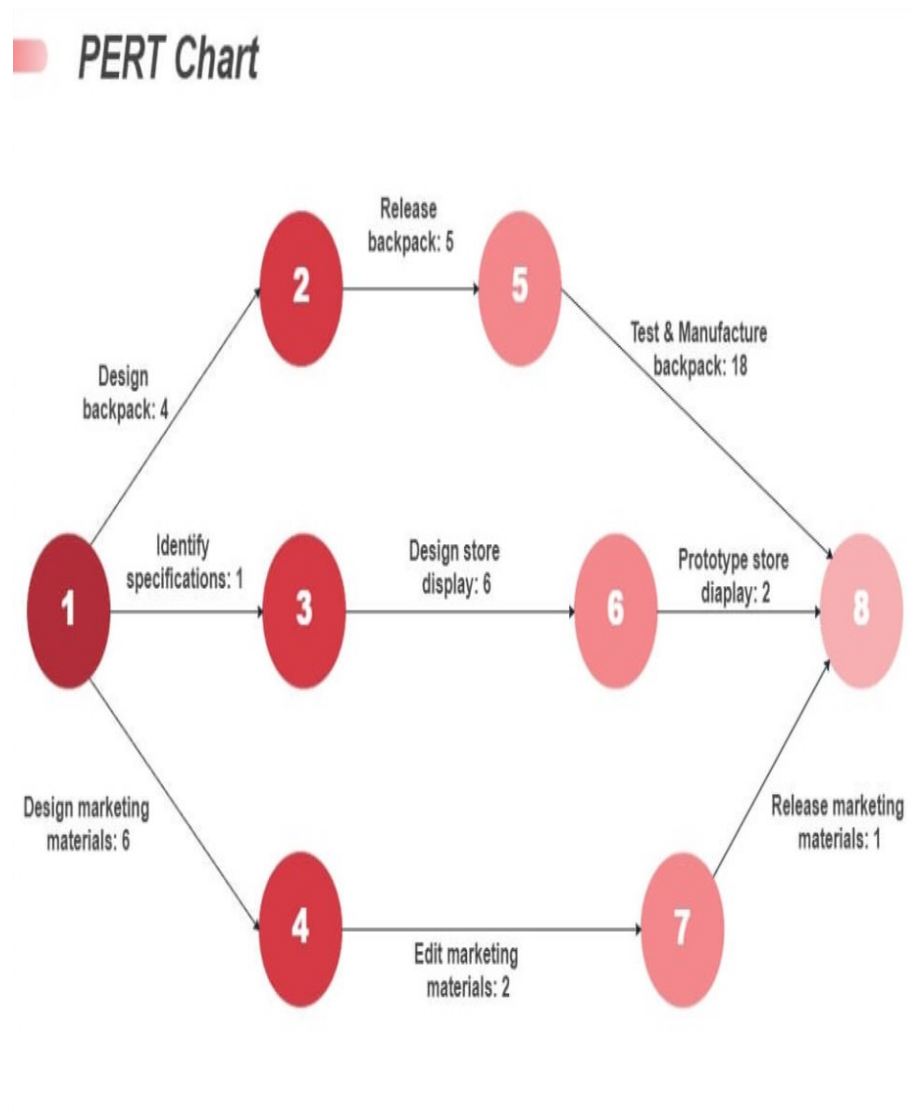 PERT Chart
Release
backpack: 5
2
5
Test & Manufacture
backpack: 18
Design
backpack: 4
Identify
specifications: 1
Design store
display: 6
Prototype store
diaplay: 2
1
3
6
8
Design marketing
materials: 6
Release marketing
materials: 1
4
7
Edit marketing
materials: 2